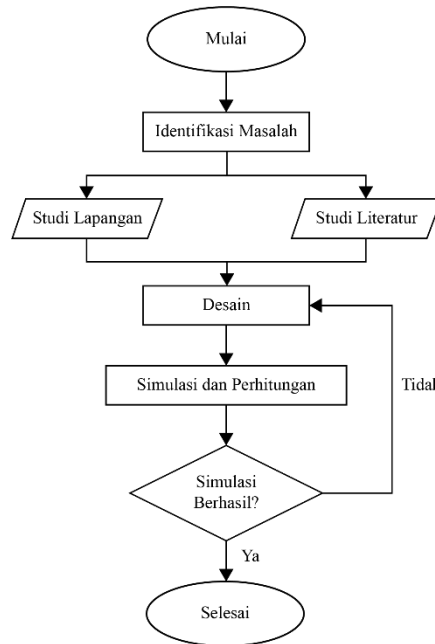 Mulai
Identifikasi Masalah
Studi Lapangan
Studi Literatur
Desain
Simulasi dan Perhitungan
Tidak
Simulasi
Berhasil?
Ya
Selesai